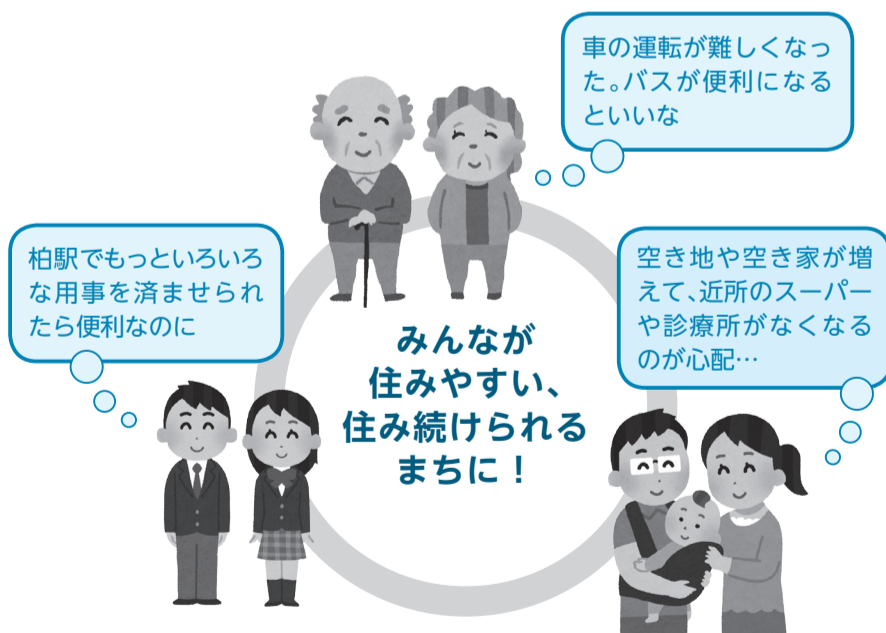 車の運転が難しくなっ
た。バスが便利になる
といいな
柏駅でもっといろいろ
な用事を済ませられ
たら便利なのに
空き地や空き家が増
えて、近所のスーパー
や診療所がなくなる
のが心配…
みんなが
住みやすい、
住み続けられる
まちに！